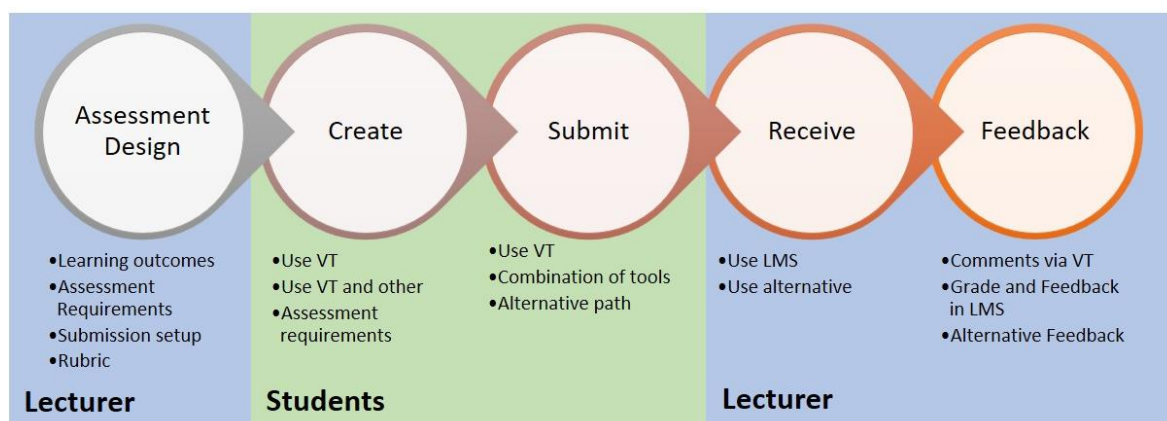 Assessment
Design
Create
Submit
Receive
Feedback
•Learning outcomes
•Assessment
Requirements
•Submission setup
•Rubric
•Use VT
•Use VT and other
•Assessment
requirements
•Use VT
•Combination of tools
•Alternative path
•Use LMS
•Use alternative
•Comments via VT
•Grade and Feedback
in LMS
•Alternative Feedback
Lecturer
Students
Lecturer